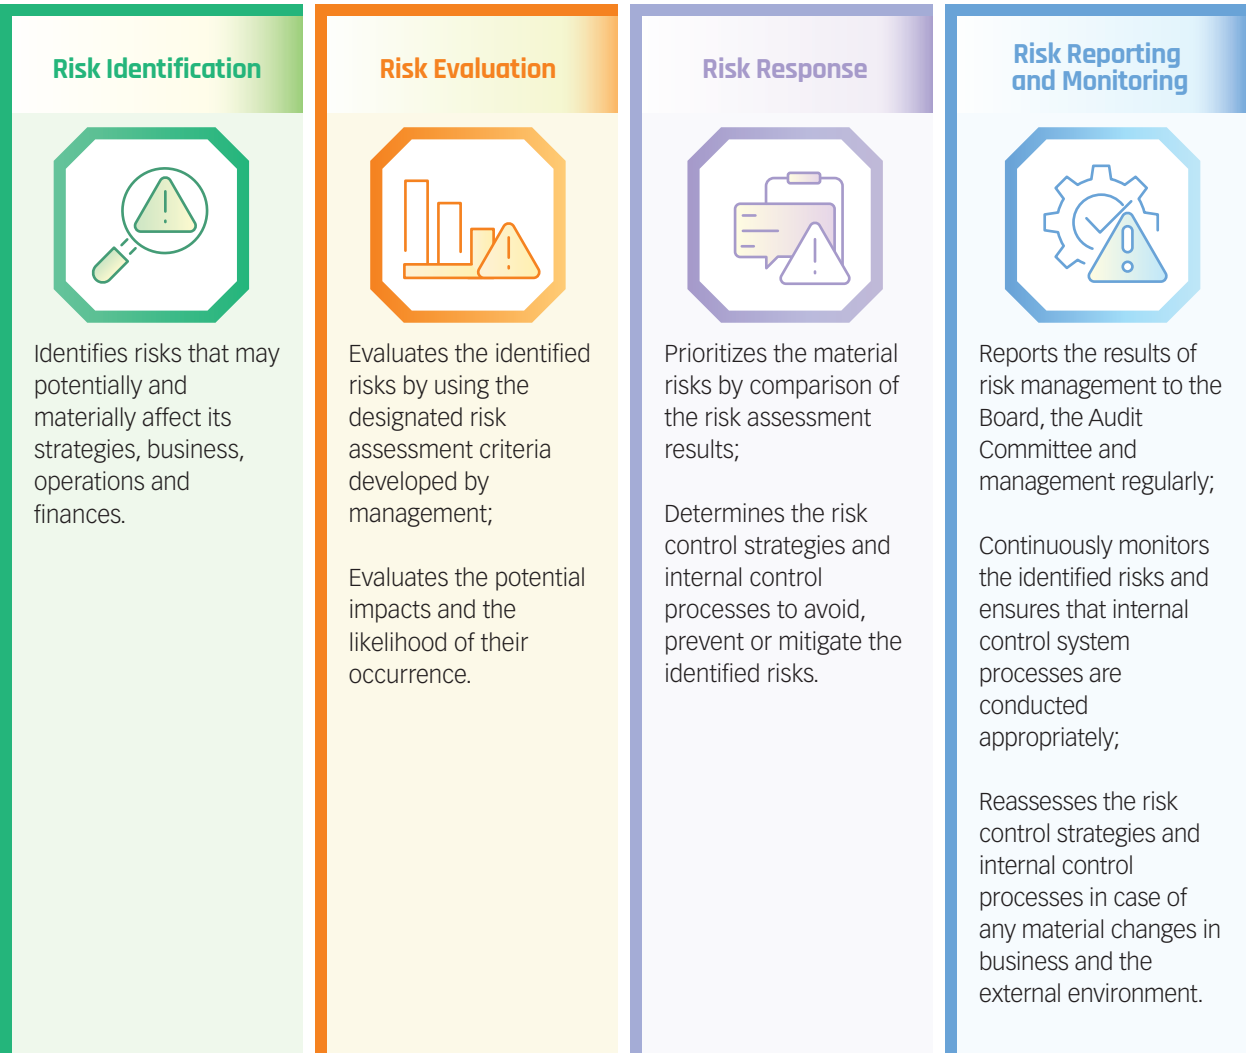 Risk Identification
Identifies risks that may
potentially and
materially affect its
strategies, business,
operations and
finances.
Risk Evaluation
Evaluates the identified
risks by using the
designated risk
assessment criteria
developed by
management;
Evaluates the potential
impacts and the
likelihood of their
occurrence.
Risk Response
Prioritizes the material
risks by comparison of
the risk assessment
results;
Determines the risk
control strategies and
internal control
processes to avoid,
prevent or mitigate the
identified risks.
Risk Reporting
and Monitoring
Reports the results of
risk management to the
Board, the Audit
Committee and
management regularly;
Continuously monitors
the identified risks and
ensures that internal
control system
processes are
conducted
appropriately;
Reassesses the risk
control strategies and
internal control
processes in case of
any material changes in
business and the
external environment.